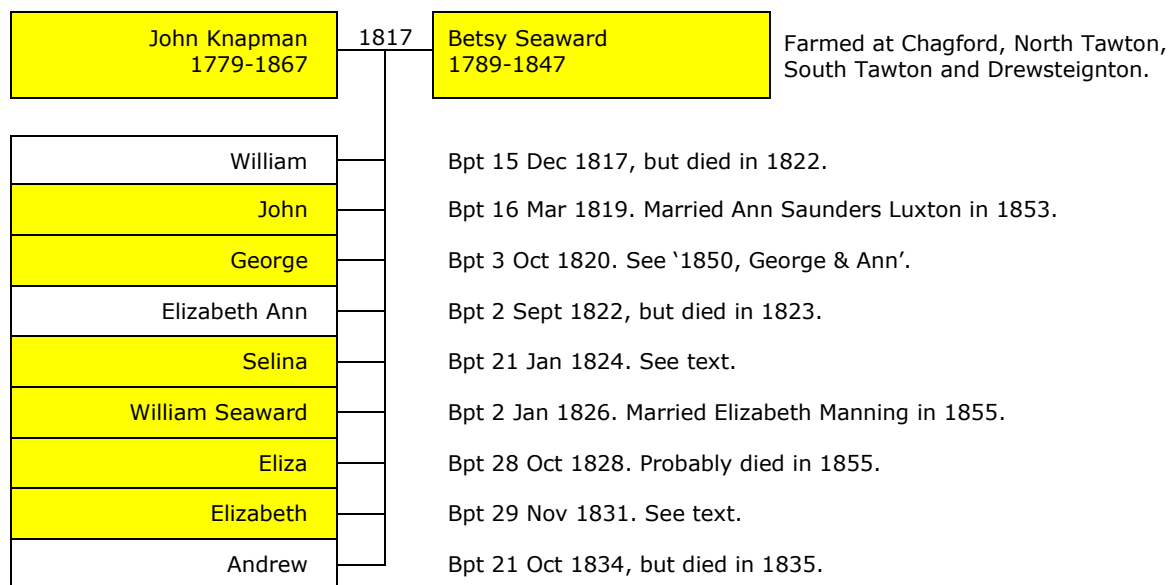 John Knapman
1779-1867
1817
Betsy Seaward
1789-1847
Farmed at Chagford, North Tawton,
South Tawton and Drewsteignton.
William
Bpt 15 Dec 1817, but died in 1822.
John
Bpt 16 Mar 1819. Married Ann Saunders Luxton in 1853.
George
Bpt 3 Oct 1820. See ‘1850, George & Ann’.
Elizabeth Ann
Bpt 2 Sept 1822, but died in 1823.
Selina
Bpt 21 Jan 1824. See text.
William Seaward
Bpt 2 Jan 1826. Married Elizabeth Manning in 1855.
Eliza
Bpt 28 Oct 1828. Probably died in 1855.
Elizabeth
Bpt 29 Nov 1831. See text.
Andrew
Bpt 21 Oct 1834, but died in 1835.